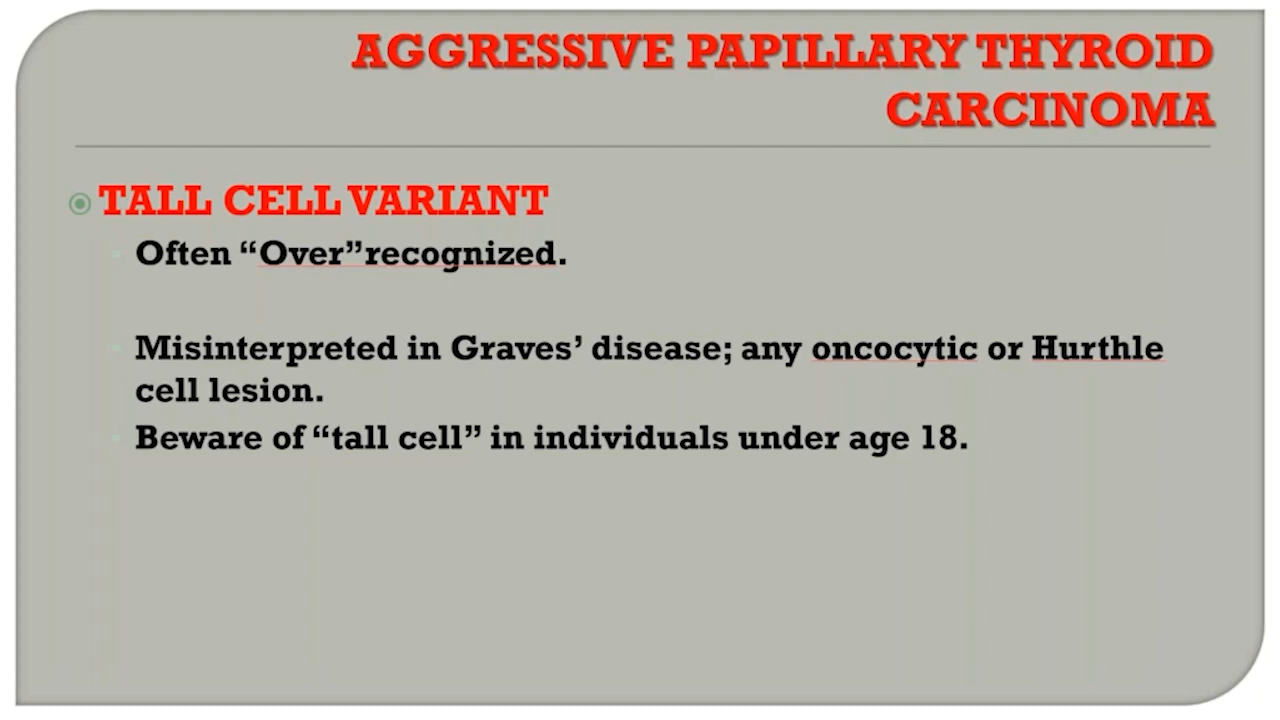 AGGRESSIVE PAPILLARY THYROID
CARCINOMA
TALL CELL VARIANT
Often “Over”recognized.
Misinterpreted in Graves’ disease; any oncocytic or Hurthle
cell lesion.
Beware of “tall cell” in individuals under age 18.